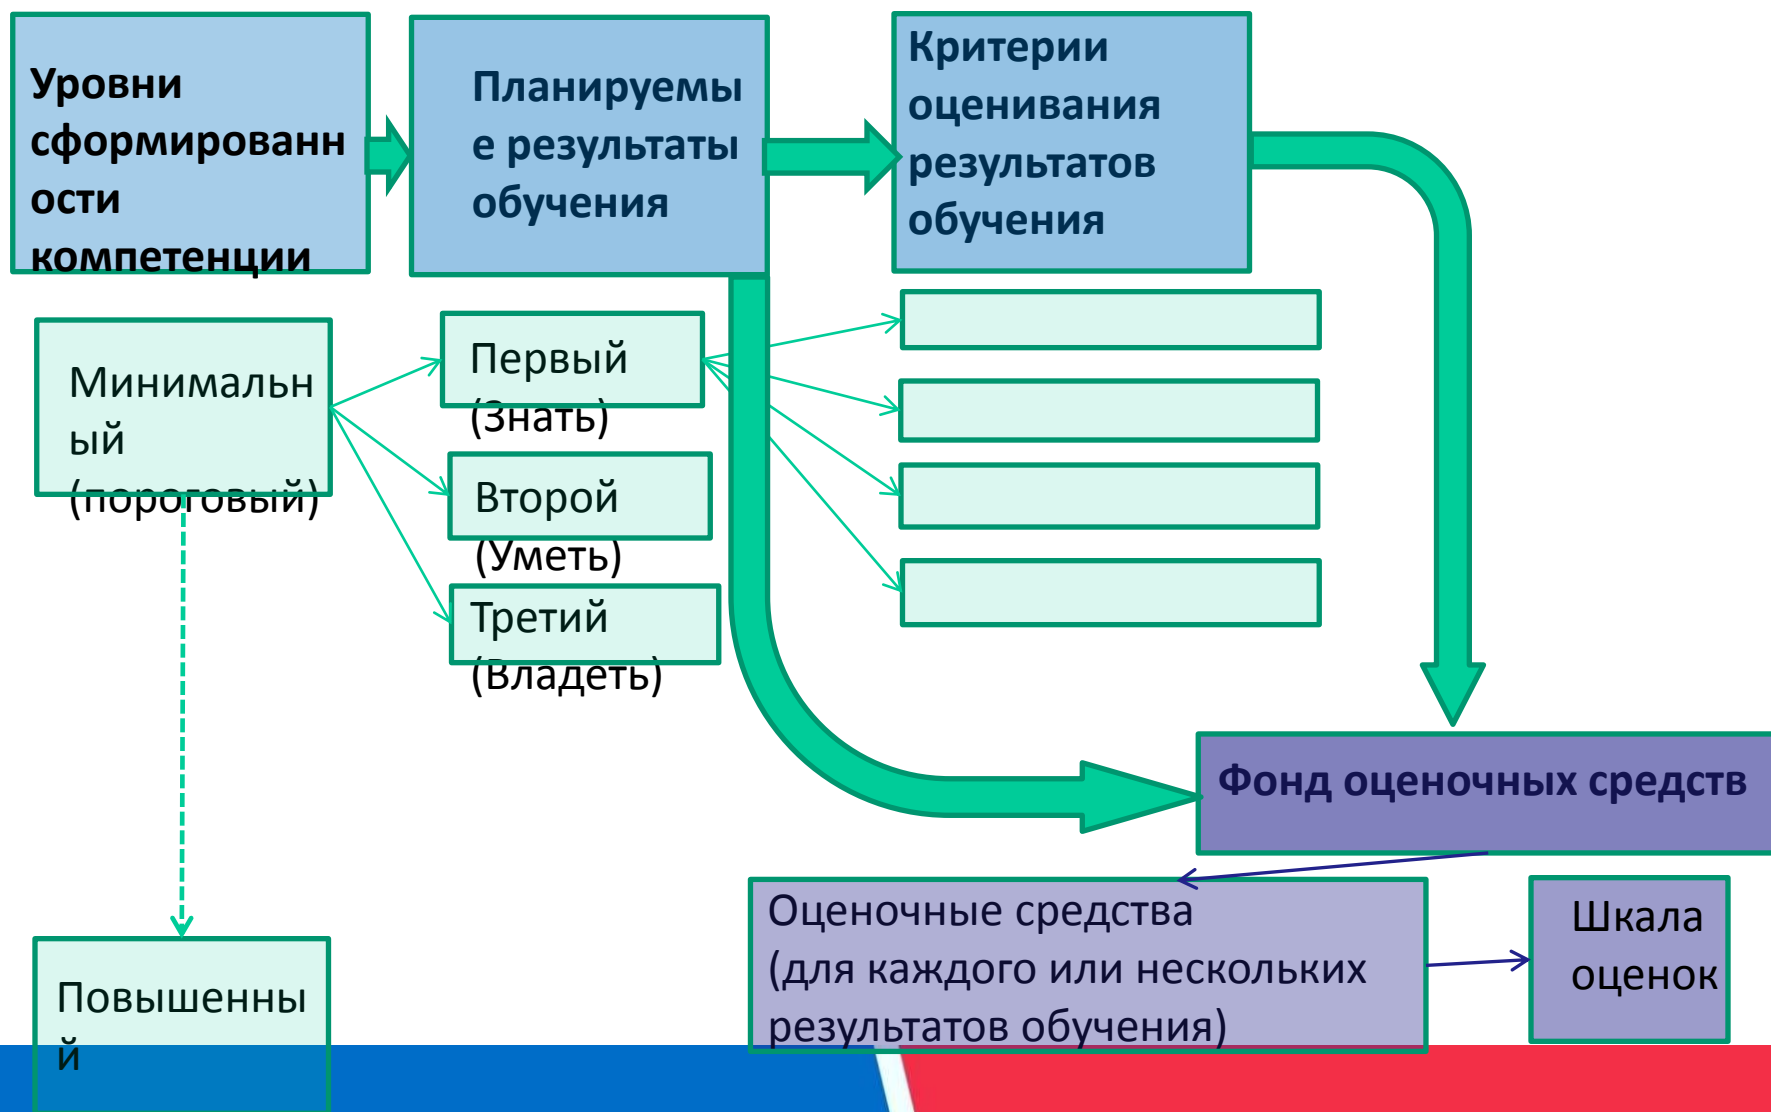 Уровни
сформированн
ости
компетенции
Планируемы
е результаты
обучения
Критерии
оценивания
результатов
обучения
Минимальн
ый
(пороговый)
Первый
(Знать)
Второй
(Уметь)
Третий
(Владеть)
Фонд оценочных средств
Оценочные средства
(для каждого или нескольких
результатов обучения)
Шкала
оценок
Повышенны
й